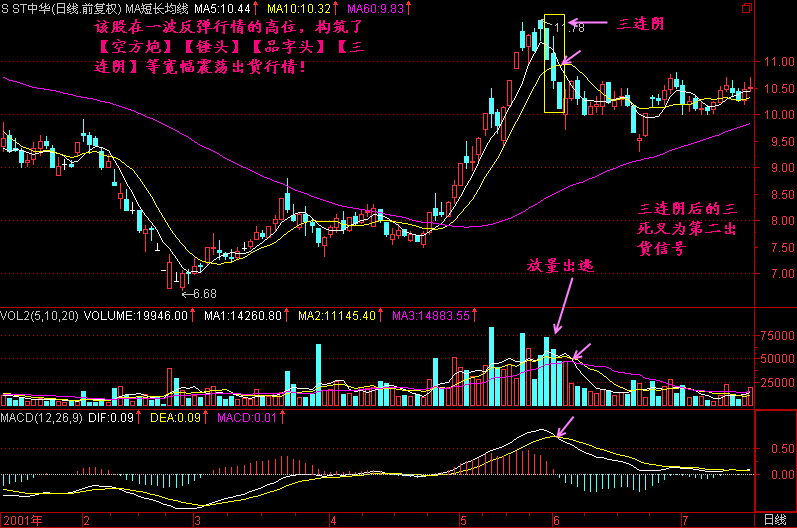 S ST中华(日线.前复权) MA短长均线 MA5:10.44↑ MA10:10.32↑ MA60:9.83↑
该股在一波反弹行情的高位，构筑了
【空方炮】【锤头】【品字头】【三
连阴】等宽幅震荡出货行情！
三连阴
11.78
11.00
10.50
10.00
9.50
9.00
8.50
8.00
7.50
7.00
三连阴后的三
死叉为第二出
货信号
放量出逃
←6.68
VOL2(5,10,20) VOLUME:19946.00↑ MA1:14260.80↑ MA2:11145.40↑ MA3:14883.55↑
75000
50000
25000
MACD(12,26,9) DIF:0.09↑ DEA:0.09↑ MACD:0.01↑
0.50
0.00
2001年 2 3 4 5 6 7 日线